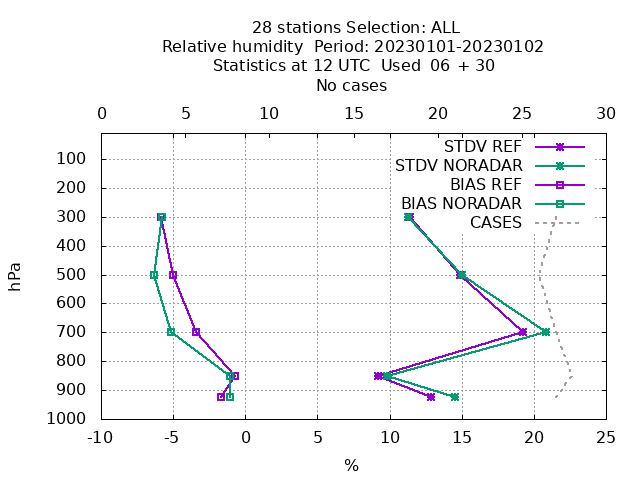 28 stations Selection: ALL
Relative humidity  Period: 20230101-20230102
Statistics at 12 UTC  Used  06 + 30
No cases
0 5 10 15 20 25 30
STDV REF
STDV NORADAR
BIAS REF
BIAS NORADAR
CASES
hPa
100
200
300
400
500
600
700
800
900
1000
-10 -5 0 5 10 15 20 25
%